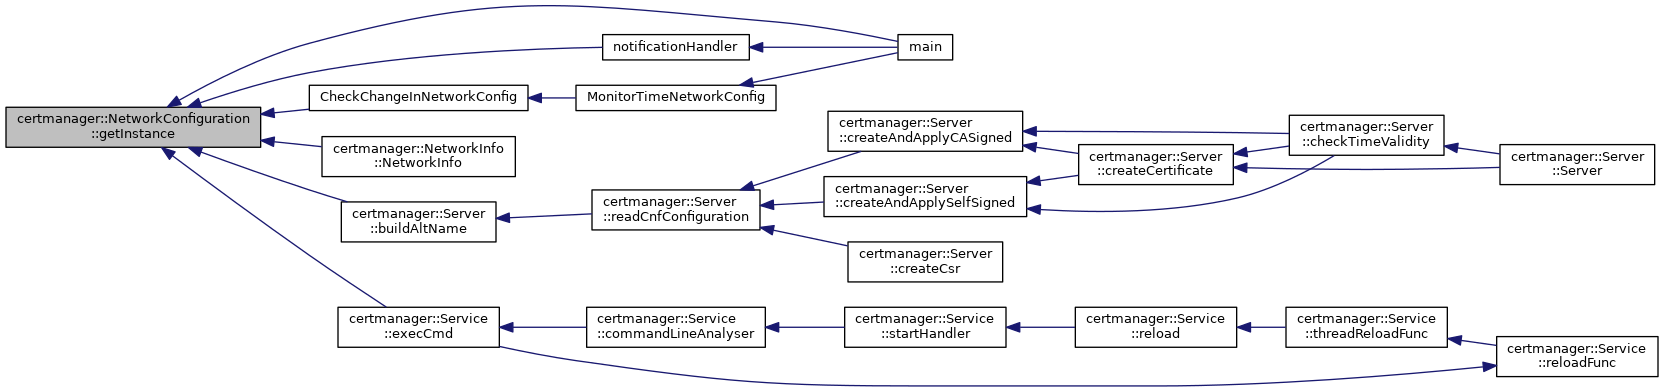 notificationHandler
main
CheckChangeInNetworkConfig
MonitorTimeNetworkConfig
certmanager::NetworkConfiguration
::getInstance
certmanager::NetworkInfo
::NetworkInfo
certmanager::Server
::buildAltName
certmanager::Server
::readCnfConfiguration
certmanager::Server
::createAndApplyCASigned
certmanager::Server
::createAndApplySelfSigned
certmanager::Server
::createCsr
certmanager::Server
::createCertificate
certmanager::Server
::checkTimeValidity
certmanager::Server
::Server
certmanager::Service
::execCmd
certmanager::Service
::commandLineAnalyser
certmanager::Service
::startHandler
certmanager::Service
::reload
certmanager::Service
::threadReloadFunc
certmanager::Service
::reloadFunc